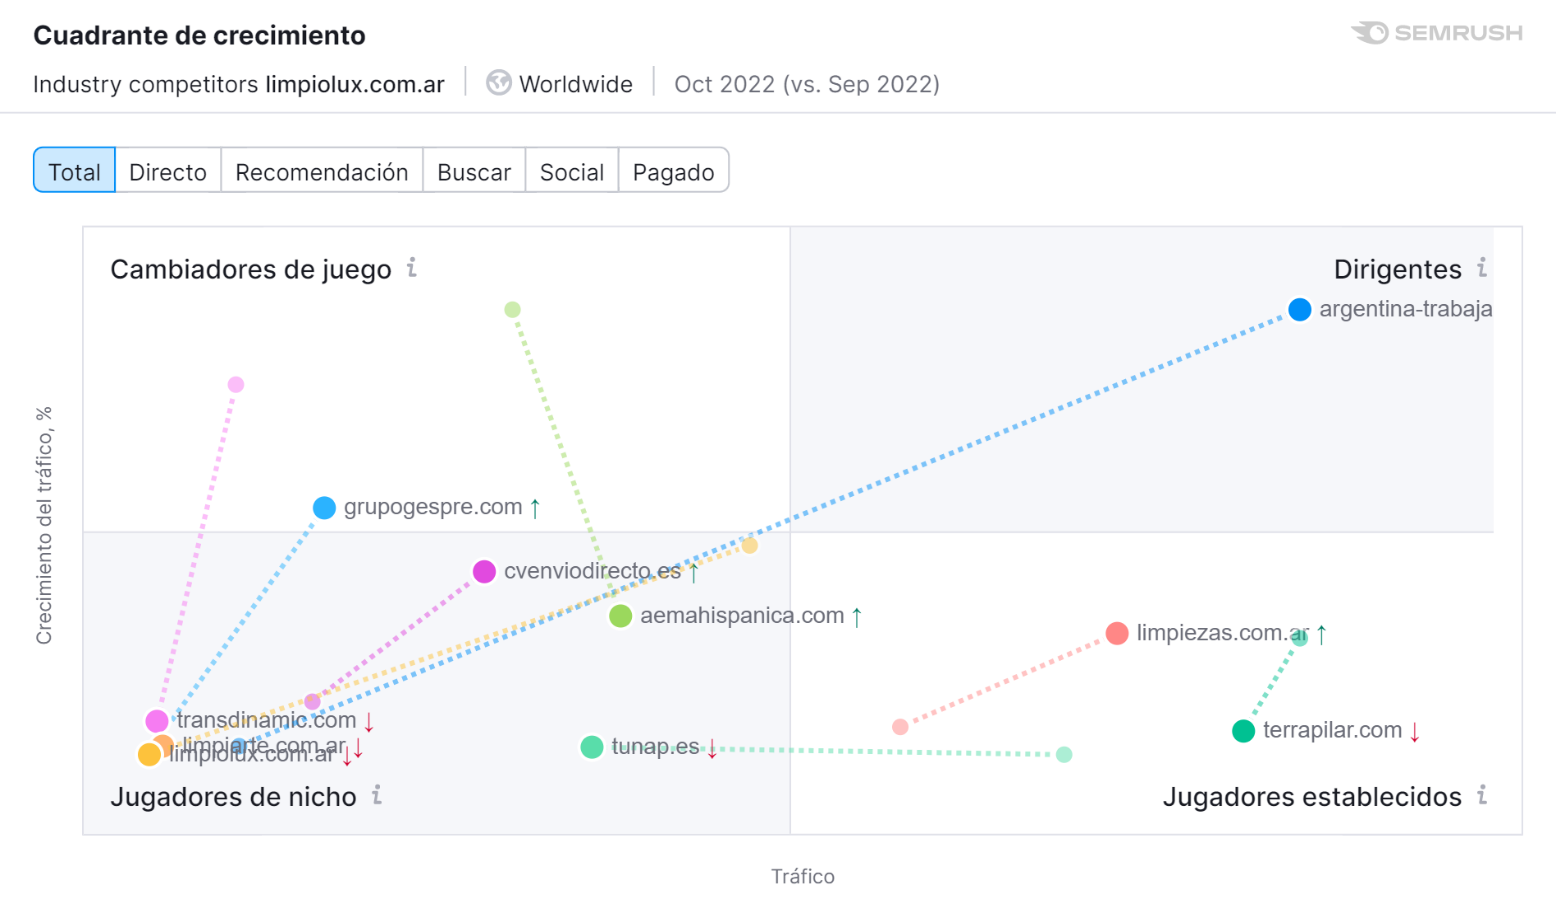 Cuadrante de crecimiento
SEMRUSH
Industry competitors limpiolux.com.ar
Worldwide
Oct 2022 (vs. Sep 2022)
Total
Directo
Recomendación
Buscar
Social
Pagado
Cambiadores de juego i
Dirigentes i
argentina-trabaja
grupogespre.com ↑
cvenviodirecto.es ↑
aemahispanica.com ↑
limpiezas.com.ar ↑
transdinamic.com ↓
terrapilar.com ↓
limpiarte.com.ar ↓
tunap.es ↓
limpiolux.com.ar ↓
Jugadores de nicho i
Jugadores establecidos i
Crecimiento del tráfico, %
Tráfico